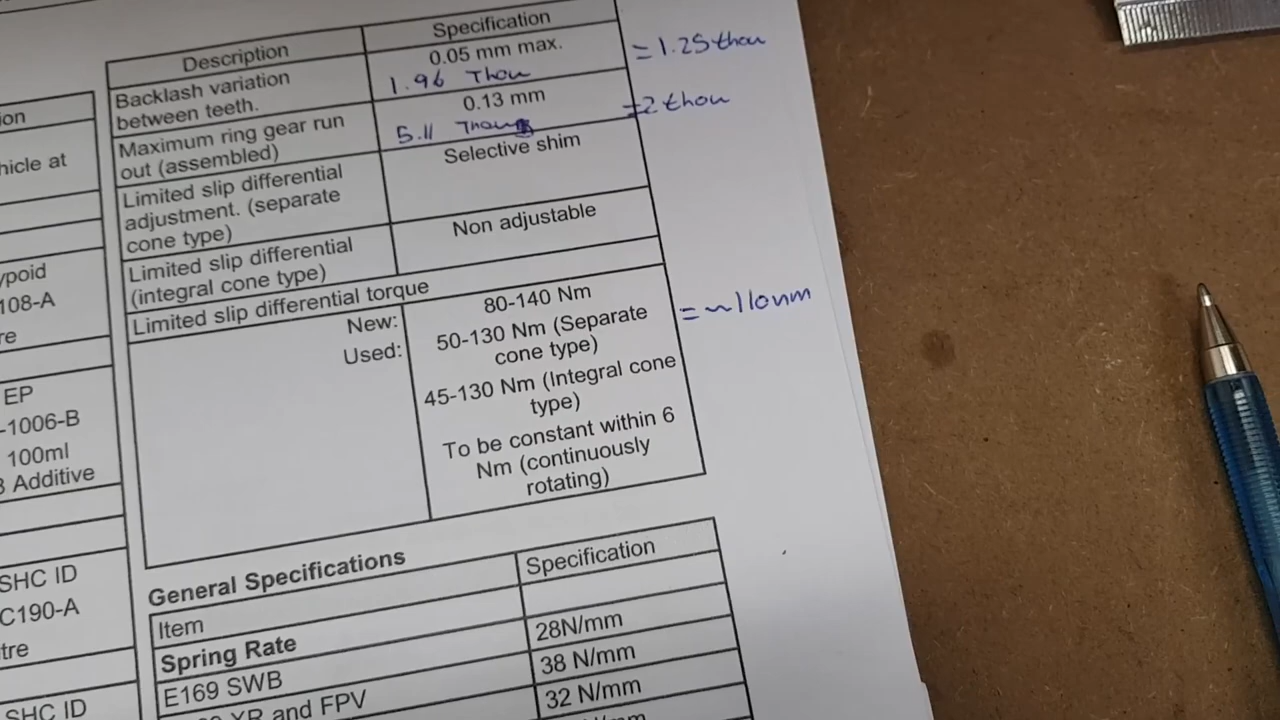 ion
hicle at
ypoid
108-A
re
EP
-1006-B
100ml
Additive
SHC ID
C190-A
tre
SHC ID
Description Specification
Backlash variation between teeth. 0.05 mm max.
1.96 Thou
= 1.25 thou
Maximum ring gear run out (assembled) 0.13 mm
5.11 Thou
=2 thou
Limited slip differential adjustment. (separate cone type) Selective shim
Limited slip differential (integral cone type) Non adjustable
Limited slip differential torque
New: 80-140 Nm
= ~110nm
Used: 50-130 Nm (Separate cone type)
45-130 Nm (Integral cone type)
To be constant within 6 Nm (continuously rotating)
General Specifications
Item Specification
Spring Rate
E169 SWB 28N/mm
XR and FPV 38 N/mm
32 N/mm